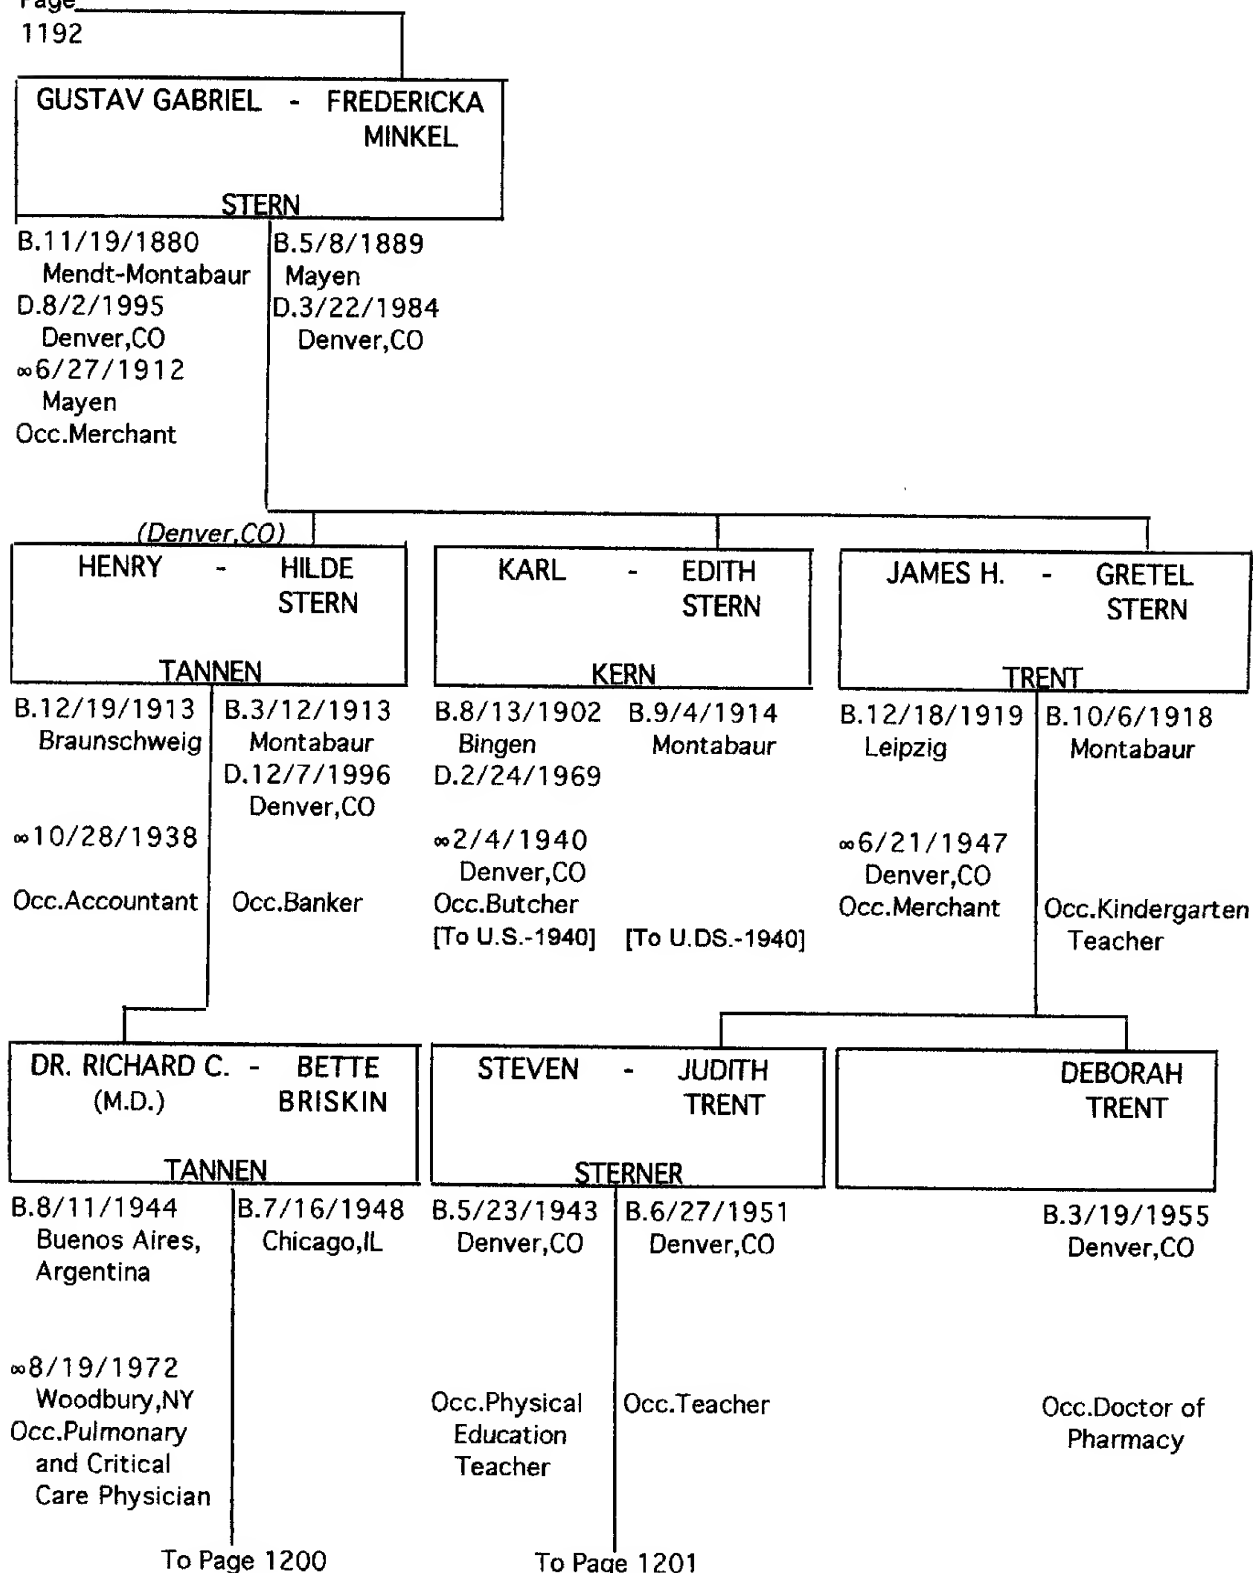 Page
1192
GUSTAV GABRIEL - FREDERICKA
MINKEL
STERN
B.11/19/1880
Mendt-Montabaur
D.8/2/1995
Denver,CO
∞6/27/1912
Mayen
Occ.Merchant
B.5/8/1889
Mayen
D.3/22/1984
Denver,CO
(Denver,CO)
HENRY - HILDE
STERN
TANNEN
B.12/19/1913
Braunschweig
∞10/28/1938
Occ.Accountant
B.3/12/1913
Montabaur
D.12/7/1996
Denver,CO
Occ.Banker
KARL - EDITH
STERN
KERN
B.8/13/1902
Bingen
D.2/24/1969
∞2/4/1940
Denver,CO
Occ.Butcher
[To U.S.-1940]
B.9/4/1914
Montabaur
[To U.DS.-1940]
JAMES H. - GRETEL
STERN
TRENT
B.12/18/1919
Leipzig
∞6/21/1947
Denver,CO
Occ.Merchant
B.10/6/1918
Montabaur
Occ.Kindergarten
Teacher
DR. RICHARD C. - BETTE
(M.D.) BRISKIN
TANNEN
B.8/11/1944
Buenos Aires,
Argentina
∞8/19/1972
Woodbury,NY
Occ.Pulmonary
and Critical
Care Physician
B.7/16/1948
Chicago,IL
To Page 1200
STEVEN - JUDITH
TRENT
STERNER
B.5/23/1943
Denver,CO
Occ.Physical
Education
Teacher
B.6/27/1951
Denver,CO
Occ.Teacher
To Page 1201
DEBORAH
TRENT
B.3/19/1955
Denver,CO
Occ.Doctor of
Pharmacy